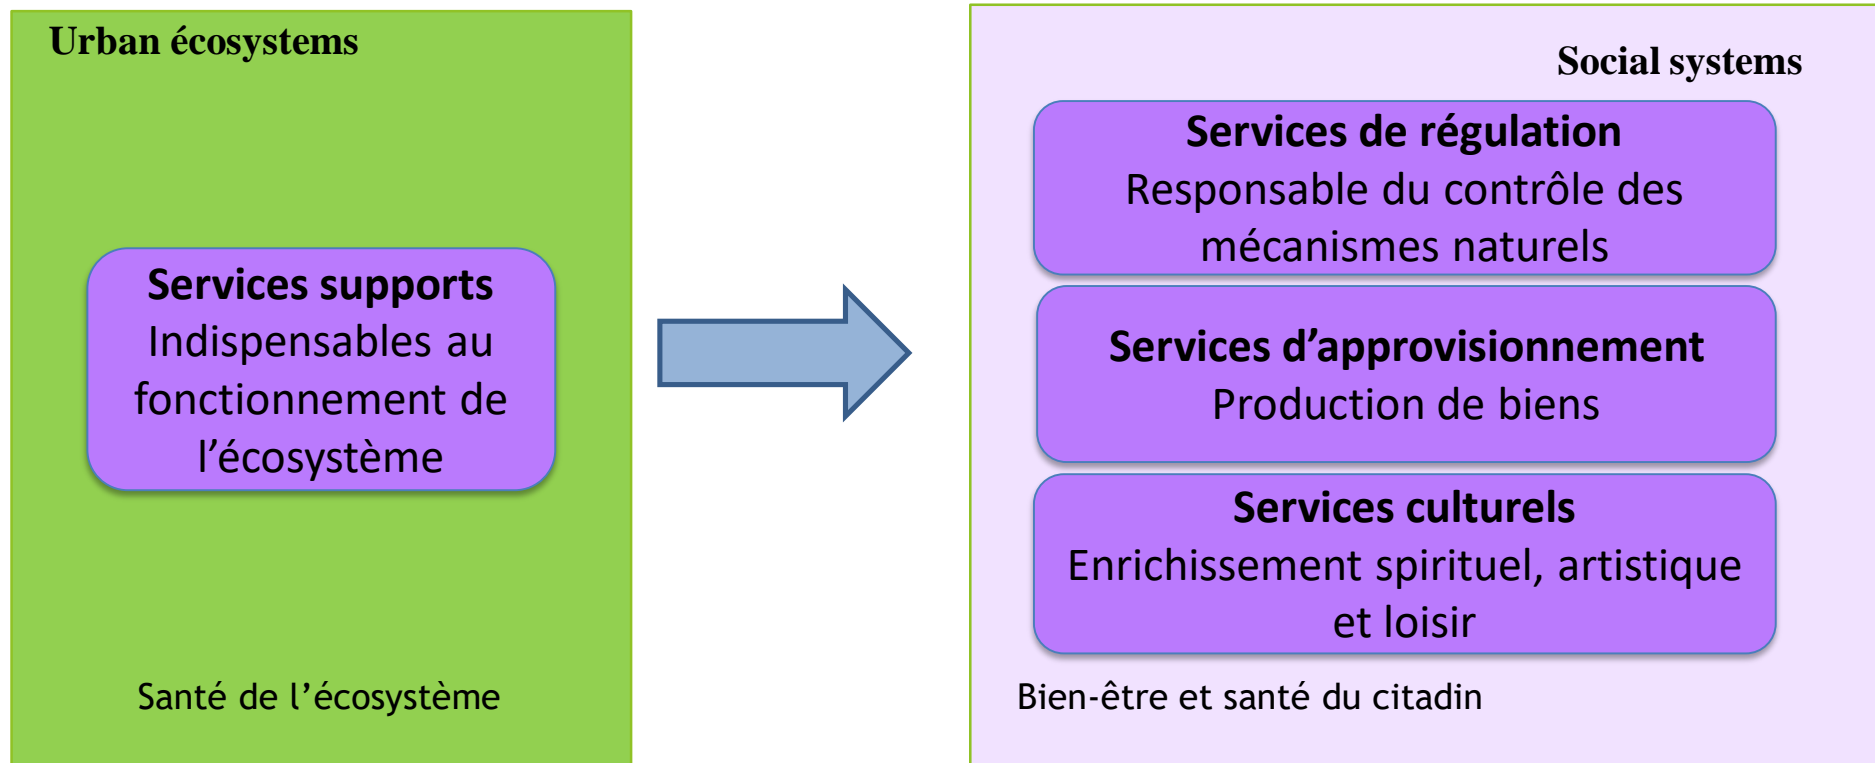 Urban écosystems
Services supports
Indispensables au
fonctionnement de
l’écosystème
Santé de l’écosystème
Social systems
Services de régulation
Responsable du contrôle des
mécanismes naturels
Services d’approvisionnement
Production de biens
Services culturels
Enrichissement spirituel, artistique
et loisir
Bien-être et santé du citadin